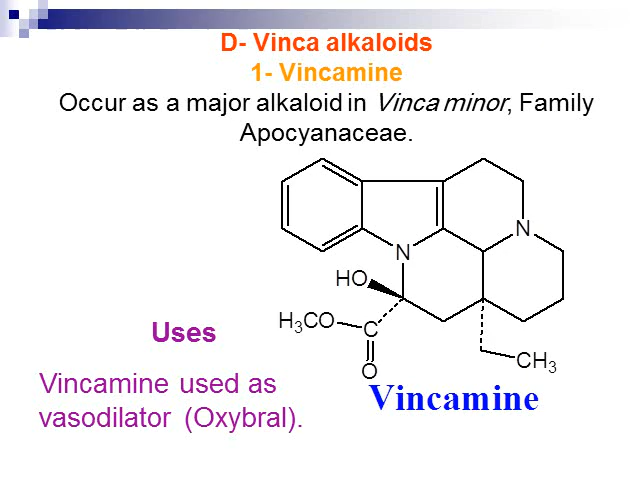 D- Vinca alkaloids
1- Vincamine
Occur as a major alkaloid in Vinca minor, Family
Apocyanaceae.
N
N
HO
H3CO
C
O
CH3
Uses
Vincamine used as
vasodilator (Oxybral).
Vincamine